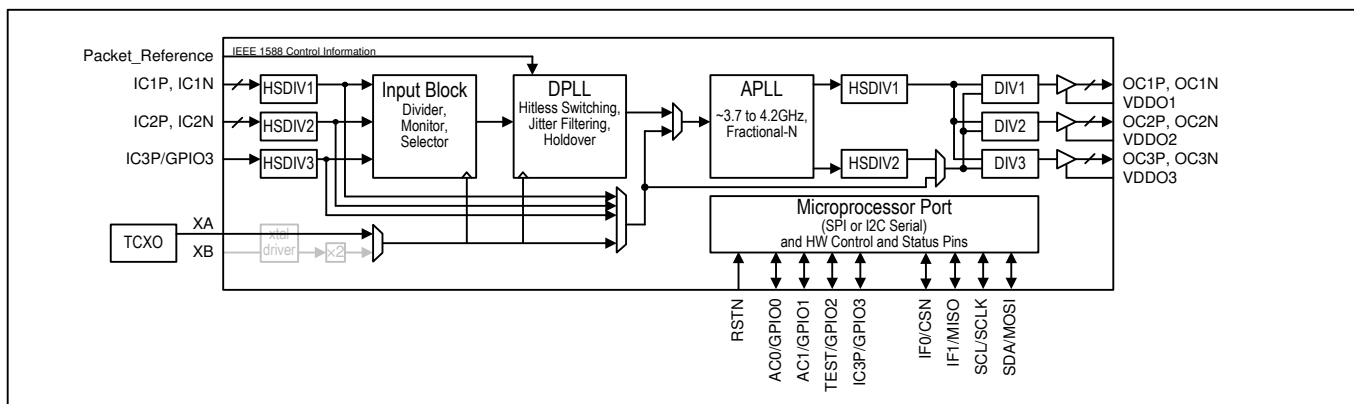 Packet_Reference
IEEE 1588 Control Information
IC1P, IC1N
HSDIV1
IC2P, IC2N
HSDIV2
IC3P/GPIO3
HSDIV3
Input Block
Divider,
Monitor,
Selector
DPLL
Hitless Switching,
Jitter Filtering,
Holdover
APLL
~3.7 to 4.2GHz,
Fractional-N
HSDIV1
HSDIV2
DIV1
DIV2
DIV3
OC1P, OC1N
VDDO1
OC2P, OC2N
VDDO2
OC3P, OC3N
VDDO3
TCXO
XA
XB
xtal
driver
×2
Microprocessor Port
(SPI or I2C Serial)
and HW Control and Status Pins
RSTN
AC0/GPIO0
AC1/GPIO1
TEST/GPIO2
IC3P/GPIO3
IF0/CSN
IF1/MISO
SCL/SCLK
SDA/MOSI